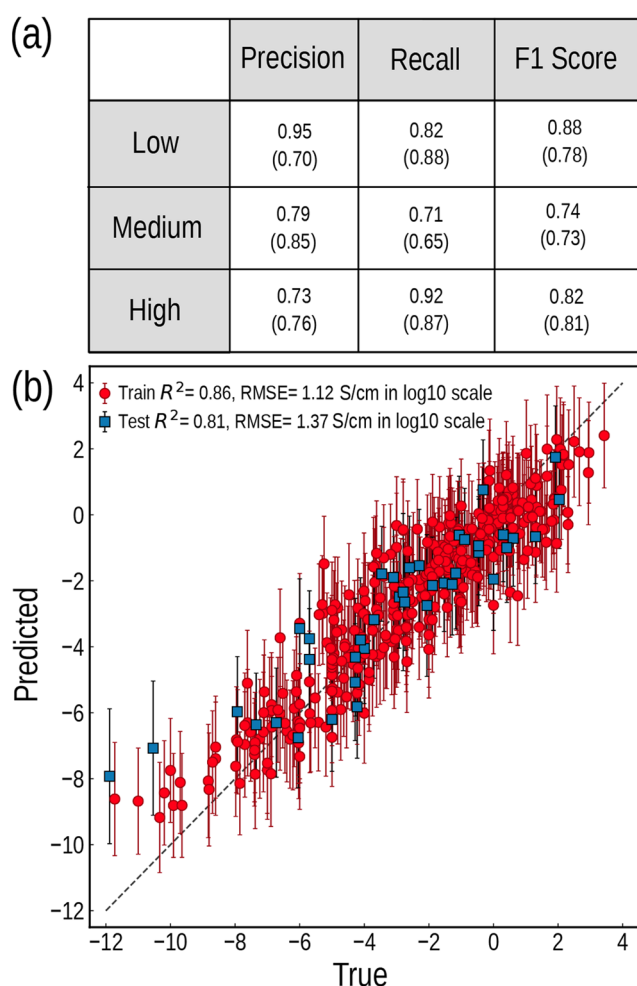 (a)
Precision Recall F1 Score
Low 0.95 (0.70) 0.82 (0.88) 0.88 (0.78)
Medium 0.79 (0.85) 0.71 (0.65) 0.74 (0.73)
High 0.73 (0.76) 0.92 (0.87) 0.82 (0.81)
(b)
Train R²= 0.86, RMSE= 1.12 S/cm in log10 scale
Test R²= 0.81, RMSE= 1.37 S/cm in log10 scale
4
2
0
−2
−4
−6
−8
−10
−12
Predicted
−12 −10 −8 −6 −4 −2 0 2 4
True